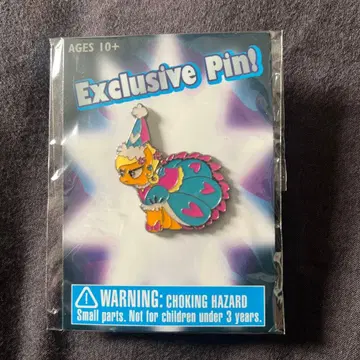 AGES 10+
Exclusive Pin!
WARNING: CHOKING HAZARD
Small parts. Not for children under 3 years.